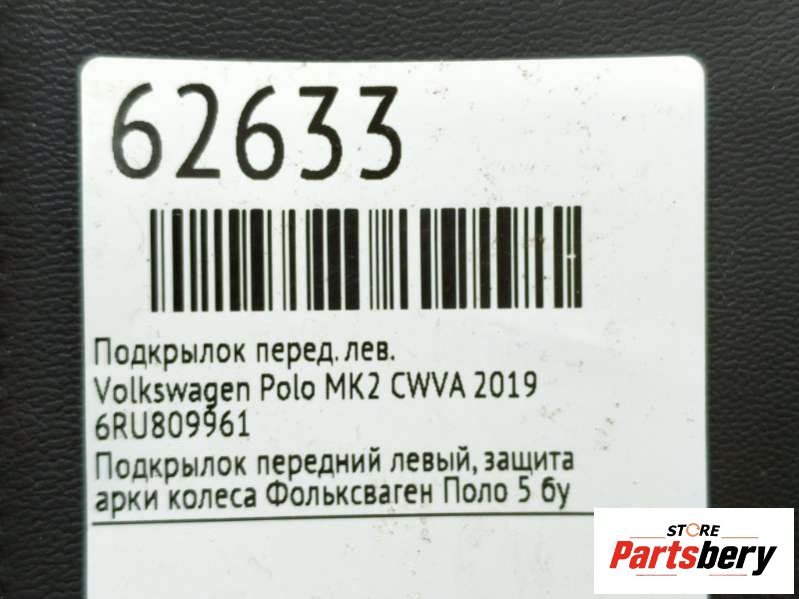 62633
Подкрылок перед. лев.
Volkswagen Polo MK2 CWVA 2019
6RU809961
Подкрылок передний левый, защита
арки колеса Фольксваген Поло 5 бу
STORE
Partsbery